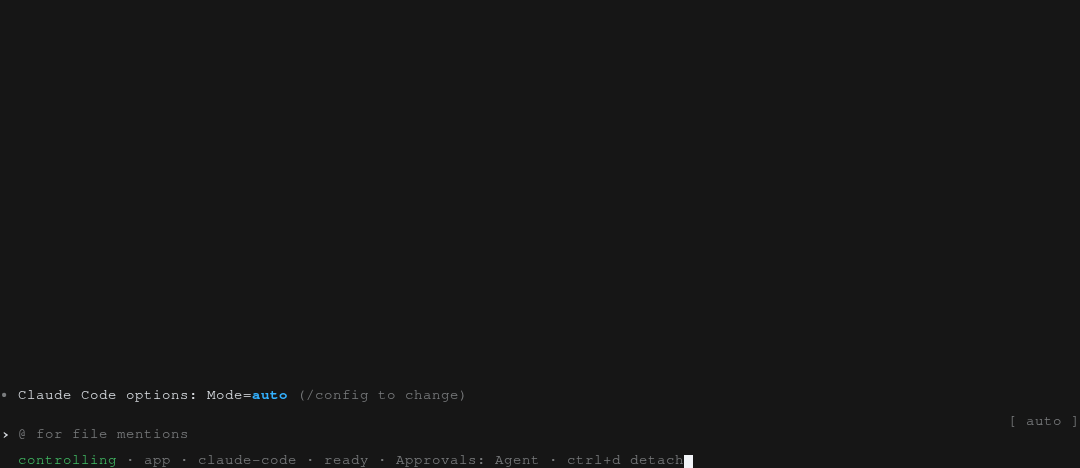 • Claude Code options: Mode=auto (/config to change)
[ auto ]
› @ for file mentions
controlling · app · claude-code · ready · Approvals: Agent · ctrl+d detach